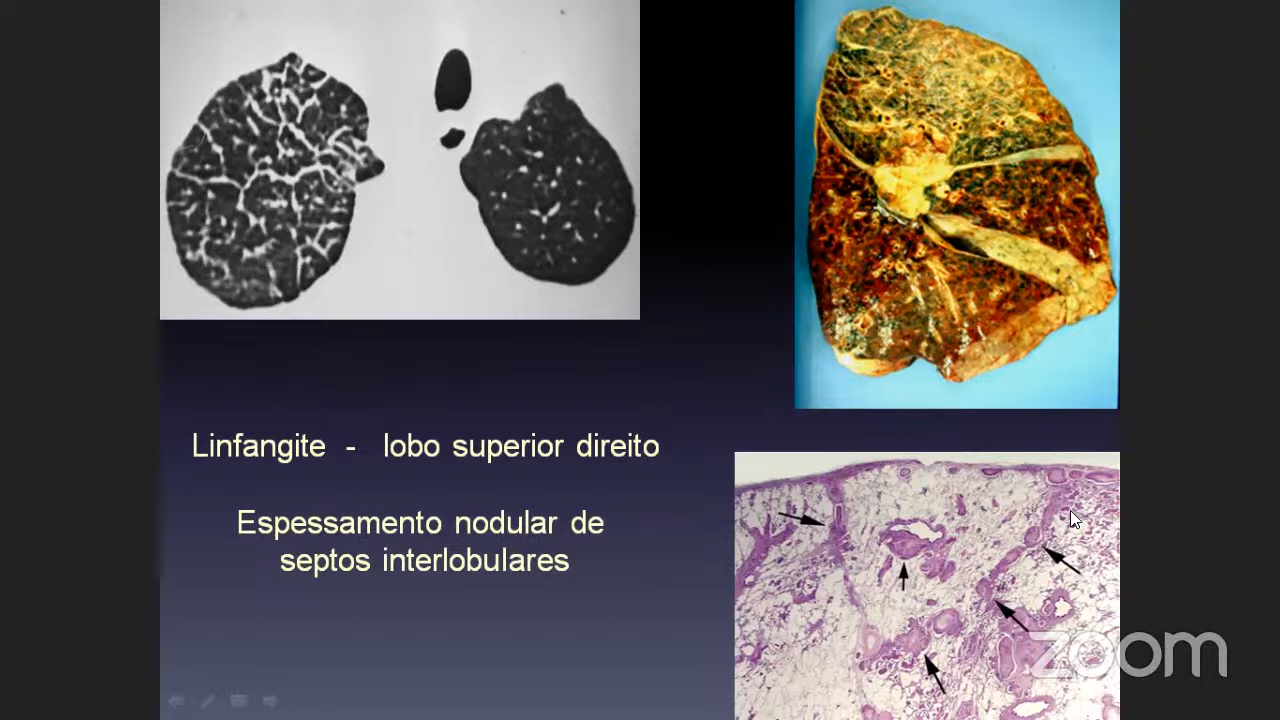 Linfangite - lobo superior direito
Espessamento nodular de
septos interlobulares
zoom